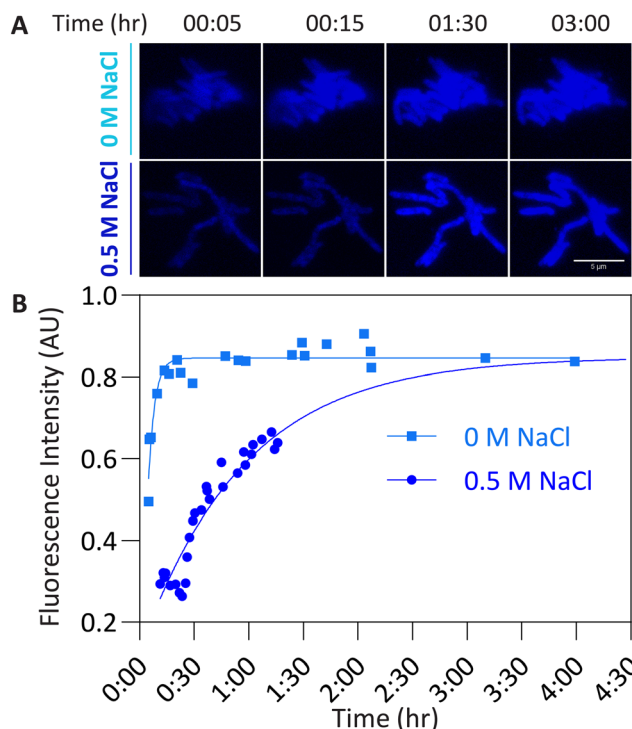 A Time (hr) 00:05 00:15 01:30 03:00
0 M NaCl
0.5 M NaCl
5 µm
B
1.0
0.8
0.6
0.4
0.2
Fluorescence Intensity (AU)
0 M NaCl
0.5 M NaCl
0:00 0:30 1:00 1:30 2:00 2:30 3:00 3:30 4:00 4:30
Time (hr)